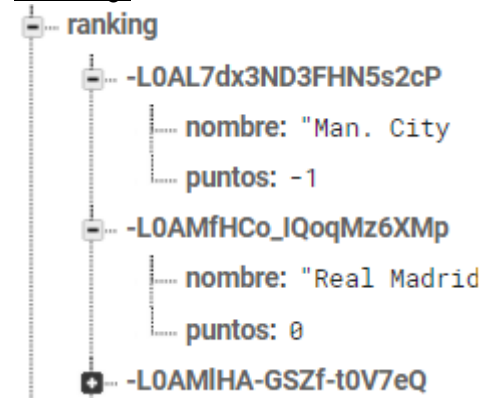 ranking
-L0AL7dx3ND3FHN5s2cP
nombre: "Man. City
puntos: -1
-L0AMfHCo_IQoqMz6XMp
nombre: "Real Madrid
puntos: 0
-L0AMlHA-GSZf-t0V7eQ